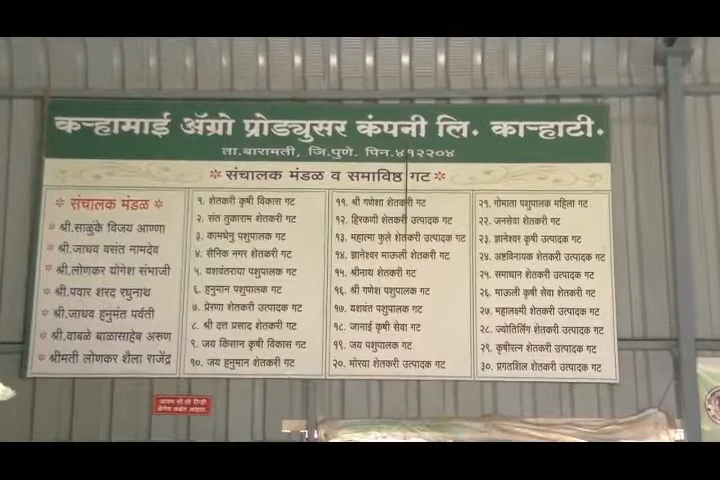 कऱ्हामाई ॲग्रो प्रोड्युसर कंपनी लि. काऱ्हाटी.
ता.बारामती, जि.पुणे. पिन.४१२२०४
संचालक मंडळ व समाविष्ठ गट
संचालक मंडळ
श्री.साळुंके विजय आण्णा
श्री.जाधव वसंत नामदेव
श्री.लोणकर योगेश संभाजी
श्री.पवार शरद रघुनाथ
श्री.जाधव हनुमंत पर्वती
श्री.वाबळे बाळासाहेब अरुण
श्रीमती लोणकर शैला राजेंद्र
१. शेतकरी कृषी विकास गट
२. संत तुकाराम शेतकरी गट
३. कामधेनु पशुपालक गट
४. सैनिक नगर शेतकरी गट
५. यशवंतराया पशुपालक गट
६. हनुमान पशुपालक गट
७. प्रेरणा शेतकरी उत्पादक गट
८. श्री दत्त प्रसाद शेतकरी गट
९. जय किसान कृषी विकास गट
१०. जय हनुमान शेतकरी गट
११. श्री गणेशा शेतकरी गट
१२. हिरकणी शेतकरी उत्पादक गट
१३. महात्मा फुले शेतकरी उत्पादक गट
१४. ज्ञानेश्वर माऊली शेतकरी गट
१५. श्रीनाथ शेतकरी गट
१६. श्री गणेश पशुपालक गट
१७. यशवंत पशुपालक गट
१८. जानाई कृषी सेवा गट
१९. जय पशुपालक गट
२०. मोरया शेतकरी उत्पादक गट
२१. गोमाता पशुपालक महिला गट
२२. जनसेवा शेतकरी गट
२३. ज्ञानेश्वर कृषी उत्पादक गट
२४. अष्टविनायक शेतकरी उत्पादक गट
२५. समाधान शेतकरी उत्पादक गट
२६. माऊली कृषी सेवा शेतकरी गट
२७. महालक्ष्मी शेतकरी उत्पादक गट
२८. ज्योतिर्लिंग शेतकरी उत्पादक गट
२९. कृषीरत्न शेतकरी उत्पादक गट
३०. प्रगतशिल शेतकरी उत्पादक गट
आपण सी.सी टिव्ही